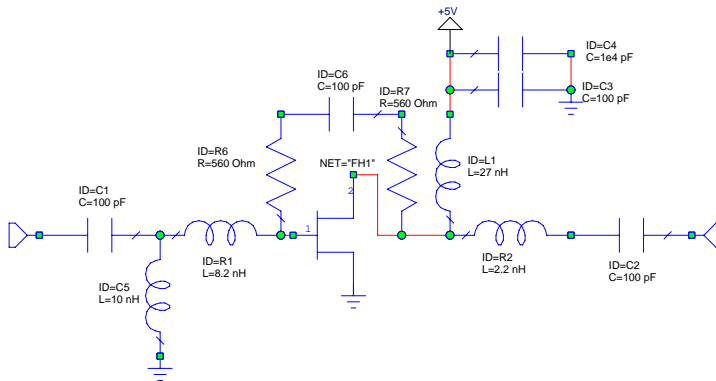 +5V
ID=C4
C=1e4 pF
ID=C6
C=100 pF
ID=R7
R=560 Ohm
ID=C3
C=100 pF
ID=R6
R=560 Ohm
NET="FH1"
ID=L1
L=27 nH
2
ID=C1
C=100 pF
1
ID=R1
L=8.2 nH
ID=R2
L=2.2 nH
ID=C2
C=100 pF
ID=C5
L=10 nH